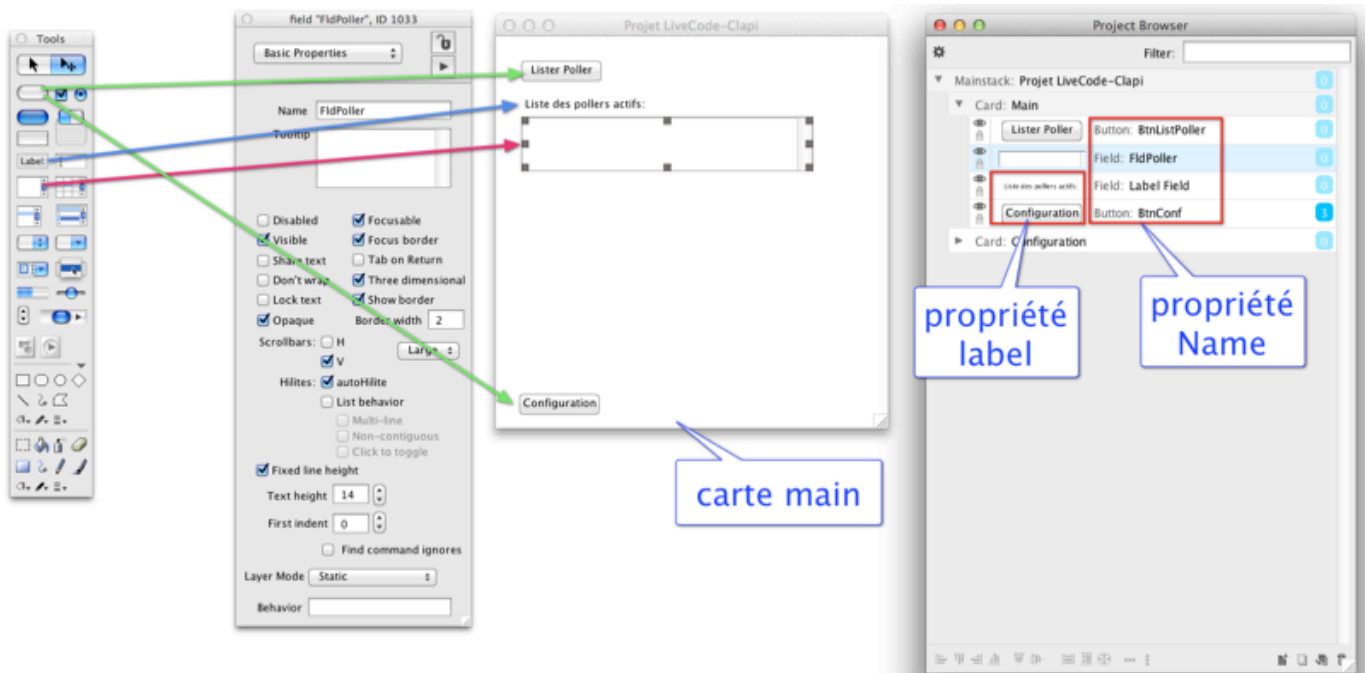 Tools
Label:
field "FldPoller", ID 1033
Basic Properties
Name FldPoller
Tooltip
Disabled Focusable
Visible Focus border
Share text Tab on Return
Don't wrap Three dimensional
Lock text Show border
Opaque Border width 2
Scrollbars: H
V Large
Hilites: autoHilite
List behavior
Multi-line
Non-contiguous
Click to toggle
Fixed line height
Text height 14
First indent 0
Find command ignores
Layer Mode Static
Behavior
Projet LiveCode-Clapi
Lister Poller
Liste des pollers actifs:
Configuration
carte main
Project Browser
Filter:
Mainstack: Projet LiveCode-Clapi 0
Card: Main 0
Lister Poller Button: BtnListPoller 0
Field: FldPoller 0
Liste des pollers actifs: Field: Label Field 0
Configuration Button: BtnConf 3
Card: Configuration 0
propriété
label
propriété
Name